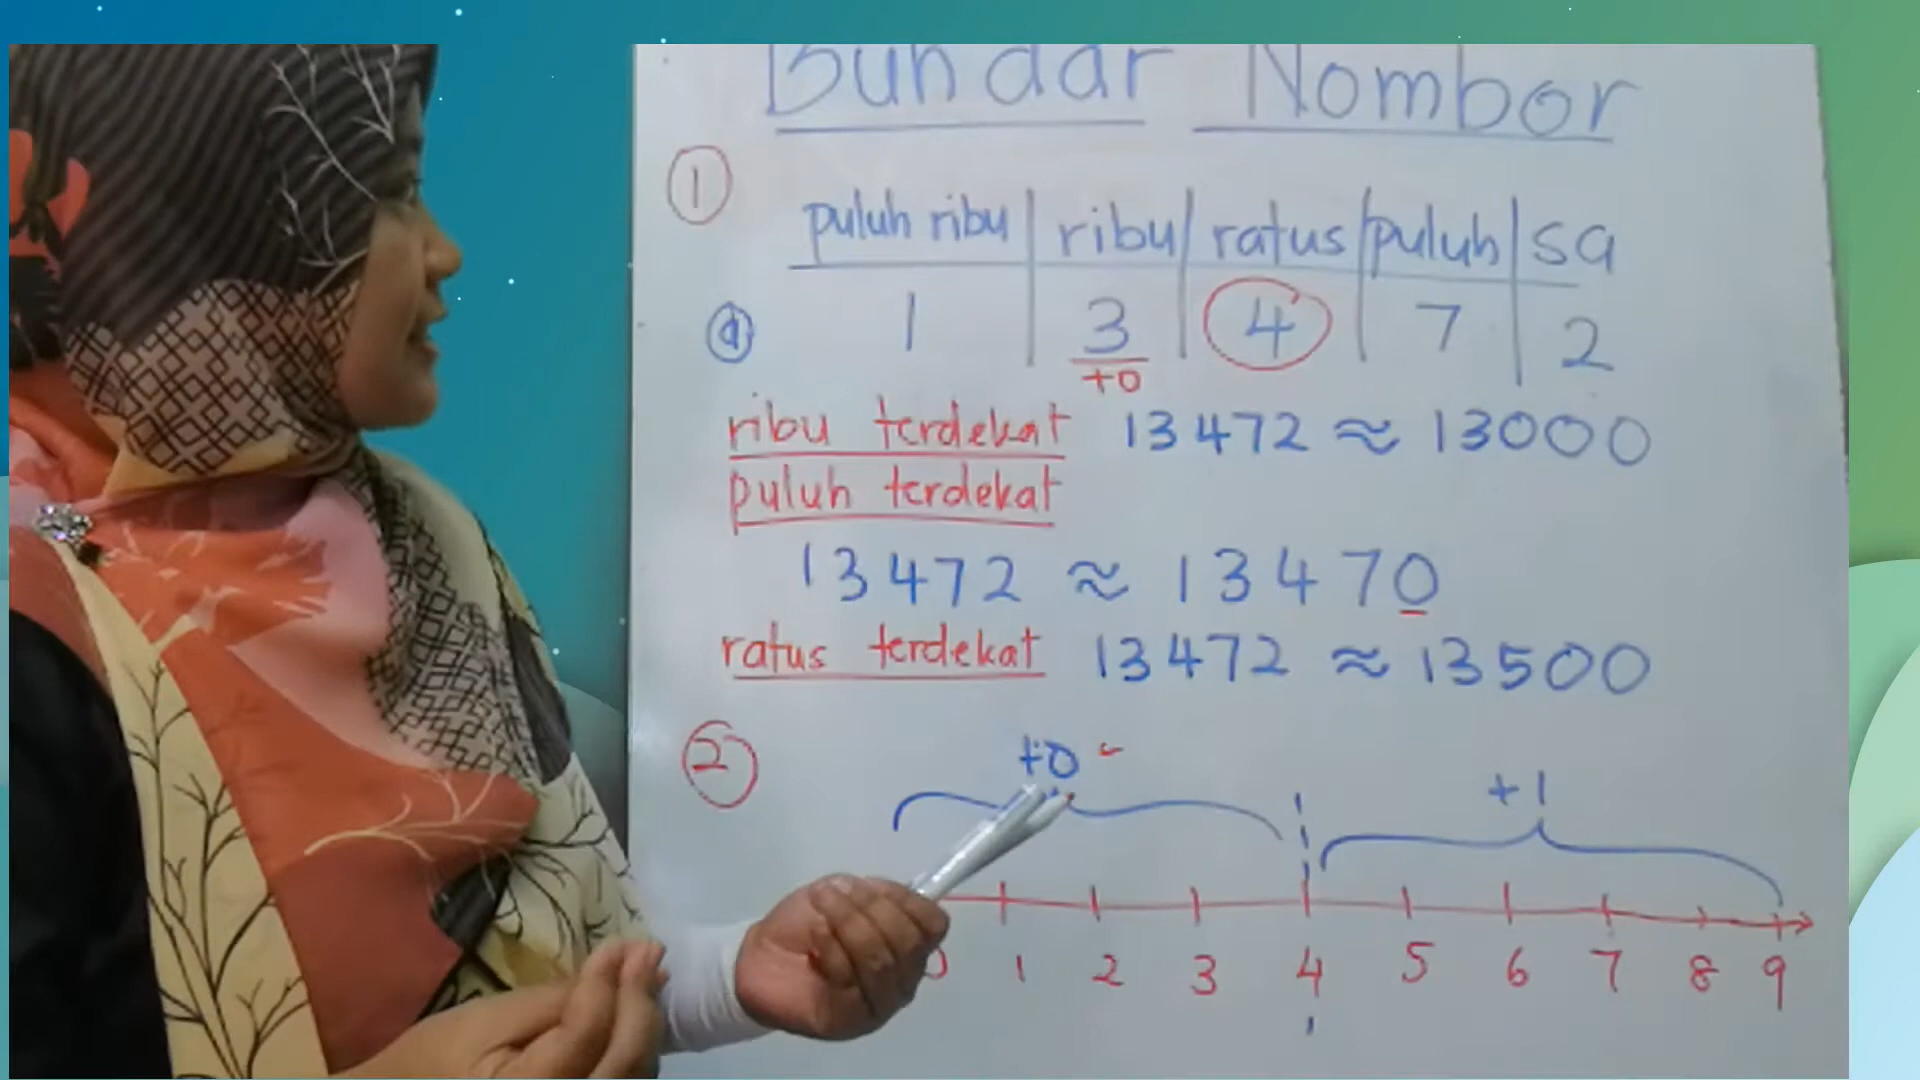 Bundar Nombor
1
puluh ribu ribu ratus puluh sa
a 1 3 4 7 2
+0
ribu terdekat 13472 ≈ 13000
puluh terdekat
13472 ≈ 13470
ratus terdekat 13472 ≈ 13500
2
+0 +1
0 1 2 3 4 5 6 7 8 9